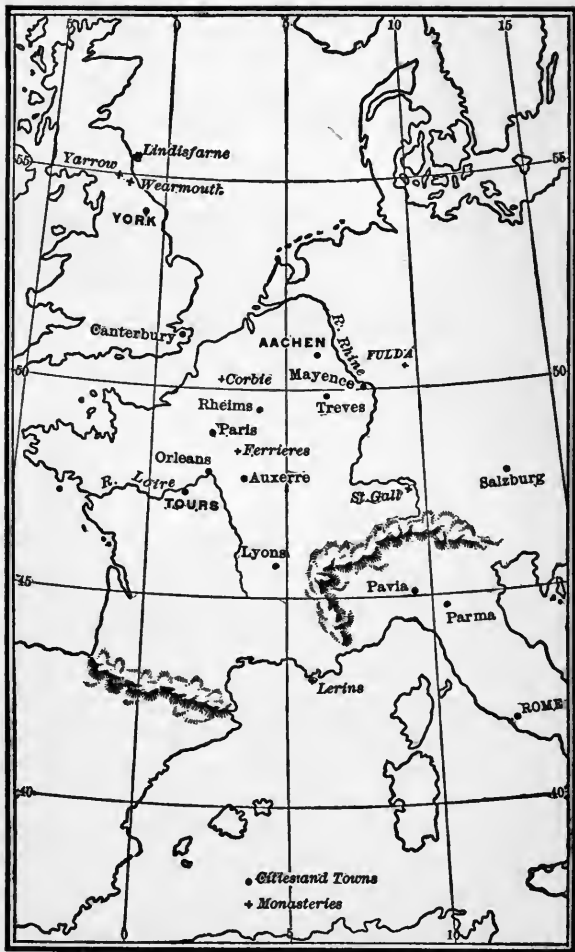 5 0 5 10 15
Lindisfarne
55 Yarrow 55
Wearmouth
YORK
Canterbury
AACHEN
R. Rhine
FULDA
50 Corbie Mayence 50
Rheims Treves
Paris
Ferrieres
Orleans
R. Loire
Auxerre
St. Gall
Salzburg
TOURS
Lyons
45 Pavia
Parma
Lerins
ROME
40 40
Cities and Towns
Monasteries
0 5 10